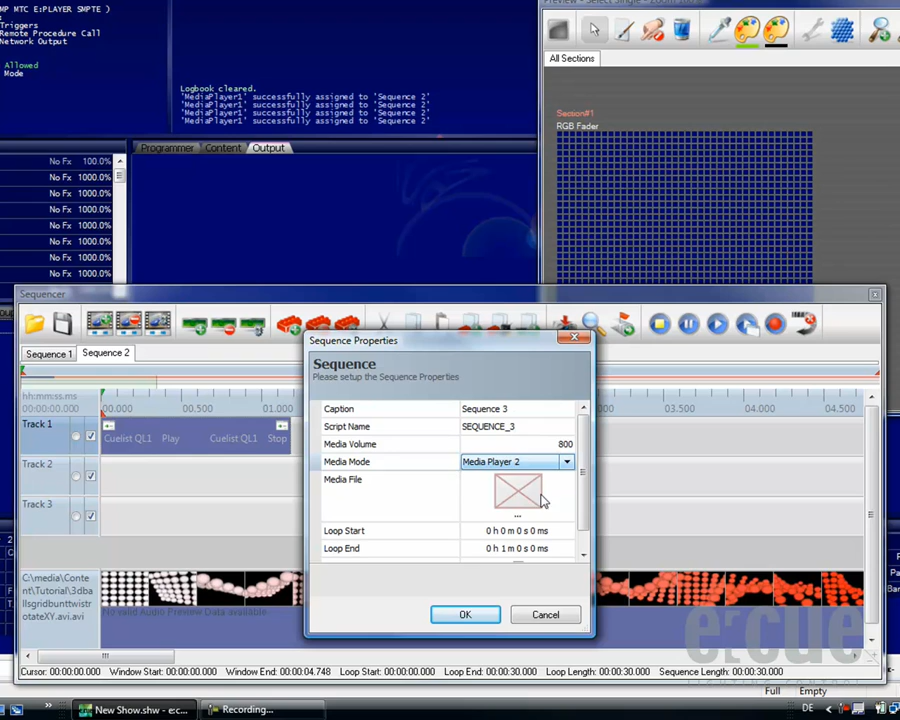 MP MTC E:PLAYER SMPTE )
Triggers
Remote Procedure Call
Network Output
Allowed
Mode
Logbook cleared.
'MediaPlayer1' successfully assigned to 'Sequence 2'
'MediaPlayer1' successfully assigned to 'Sequence 2'
'MediaPlayer1' successfully assigned to 'Sequence 2'
'MediaPlayer1' successfully assigned to 'Sequence 2'
All Sections
Section#1
RGB Fader
Programmer Content Output
No Fx 100.0%
No Fx 1000.0%
No Fx 1000.0%
No Fx 1000.0%
No Fx 1000.0%
No Fx 1000.0%
No Fx 1000.0%
No Fx 1000.0%
Sequencer
Sequence 1 Sequence 2
hh:mm:ss.ms
00:00:00.000
00.000 00.500 01.000 03.500 04.000 04.500
Track 1
Cuelist QL1 Play Cuelist QL1 Stop
Track 2
Track 3
C:\media\Conte
nt\Tutorial\3dba
llsgridbunttwistr
otateXY.avi.avi
No valid Audio Preview Data available
Sequence Properties
Sequence
Please setup the Sequence Properties
Caption Sequence 3
Script Name SEQUENCE_3
Media Volume 800
Media Mode Media Player 2
Media File
...
Loop Start 0 h 0 m 0 s 0 ms
Loop End 0 h 1 m 0 s 0 ms
OK Cancel
e:cue
Cursor: 00:00:00.000 Window Start: 00:00:00.000 Window End: 00:00:04.748 Loop Start: 00:00:00.000 Loop End: 00:00:30.000 Loop Length: 00:00:30.000 Sequence Length: 00:00:30.000
Full Empty
New Show.shw - e:c... Recording... DE